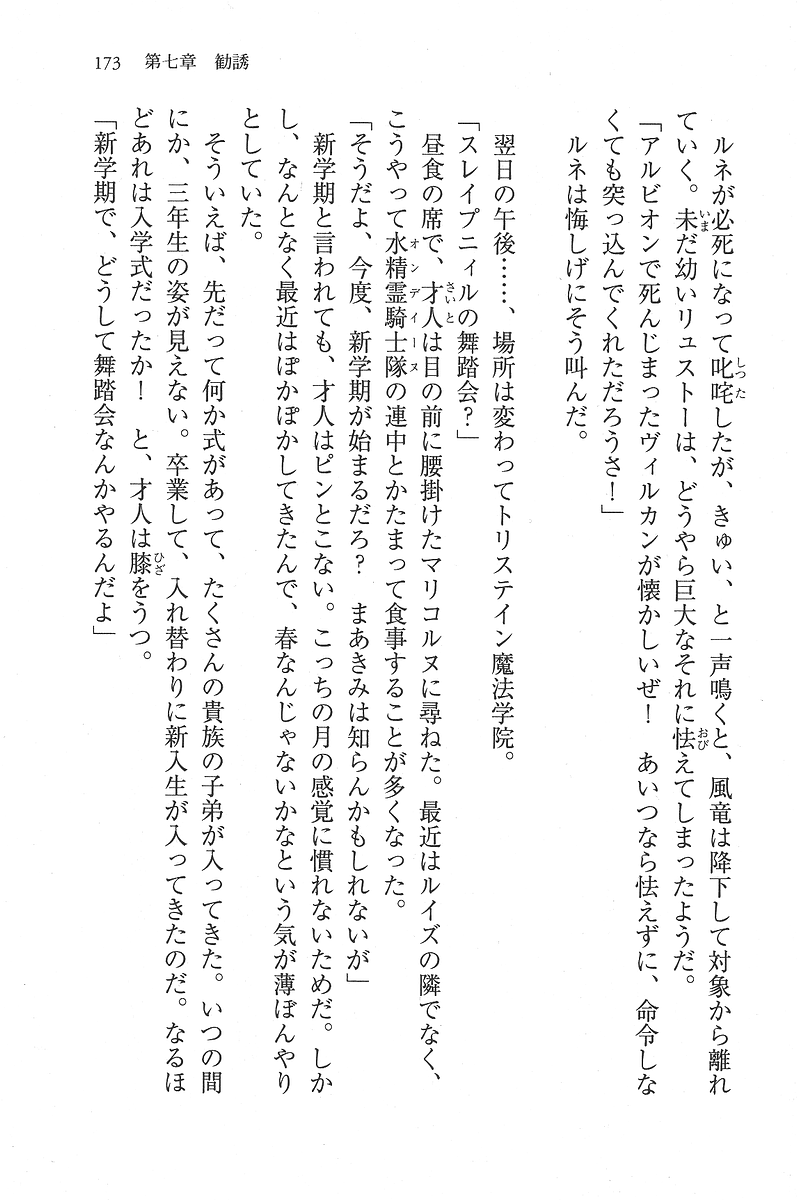 173　第七章　勧誘
　ルネが必死になって叱咤したが、きゅい、と一声鳴くと、風竜は降下して対象から離れ
ていく。未だ幼いリュストーは、どうやら巨大なそれに怯えてしまったようだ。
「アルビオンで死んじまったヴィルカンが懐かしいぜ！　あいつなら怯えずに、命令しな
くても突っ込んでくれただろうさ！」
　ルネは悔しげにそう叫んだ。
　翌日の午後……、場所は変わってトリステイン魔法学院。
「スレイプニィルの舞踏会？」
　昼食の席で、才人は目の前に腰掛けたマリコルヌに尋ねた。最近はルイズの隣でなく、
こうやって水精霊騎士隊の連中とかたまって食事することが多くなった。
「そうだよ、今度、新学期が始まるだろ？　まあきみは知らんかもしれないが」
　新学期と言われても、才人はピンとこない。こっちの月の感覚に慣れないためだ。しか
し、なんとなく最近はぽかぽかしてきたんで、春なんじゃないかなという気が薄ぼんやり
としていた。
　そういえば、先だって何か式があって、たくさんの貴族の子弟が入ってきた。いつの間
にか、三年生の姿が見えない。卒業して、入れ替わりに新入生が入ってきたのだ。なるほ
どあれは入学式だったか！　と、才人は膝をうつ。
「新学期で、どうして舞踏会なんかやるんだよ」